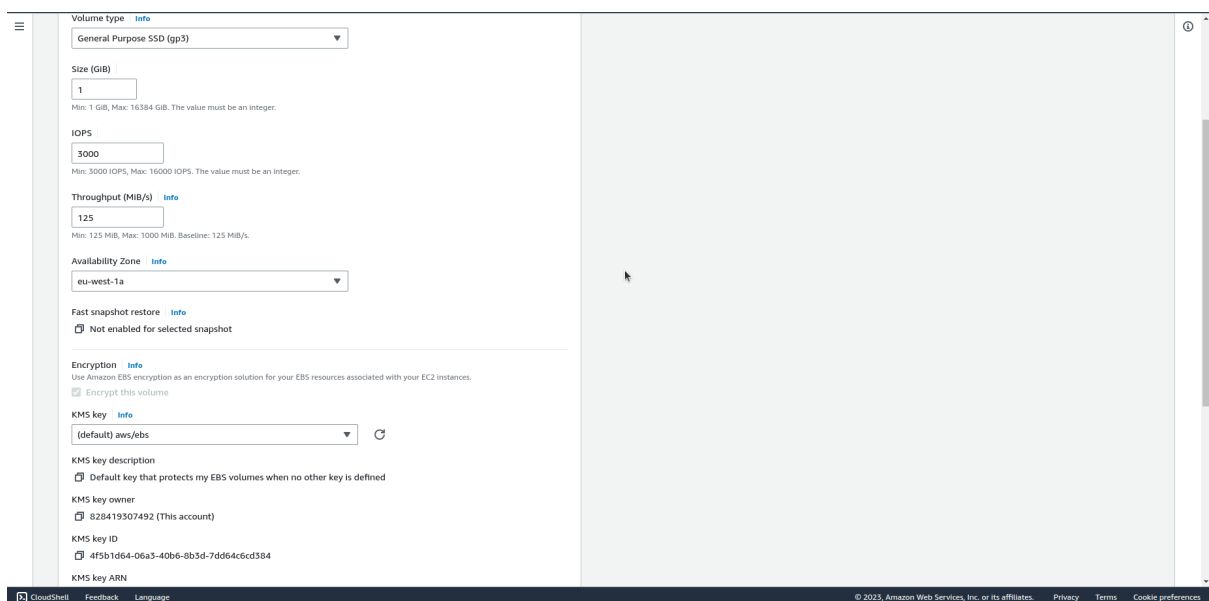 Volume type Info
General Purpose SSD (gp3)
Size (GiB)
1
Min: 1 GiB, Max: 16384 GiB. The value must be an integer.
IOPS
3000
Min: 3000 IOPS, Max: 16000 IOPS. The value must be an integer.
Throughput (MiB/s) Info
125
Min: 125 MiB, Max: 1000 MiB. Baseline: 125 MiB/s.
Availability Zone Info
eu-west-1a
Fast snapshot restore Info
Not enabled for selected snapshot
Encryption Info
Use Amazon EBS encryption as an encryption solution for your EBS resources associated with your EC2 instances.
Encrypt this volume
KMS key Info
(default) aws/ebs
KMS key description
Default key that protects my EBS volumes when no other key is defined
KMS key owner
828419307492 (This account)
KMS key ID
4f5b1d64-06a3-40b6-8b3d-7dd64c6cd384
KMS key ARN
CloudShell Feedback Language © 2023, Amazon Web Services, Inc. or its affiliates. Privacy Terms Cookie preferences